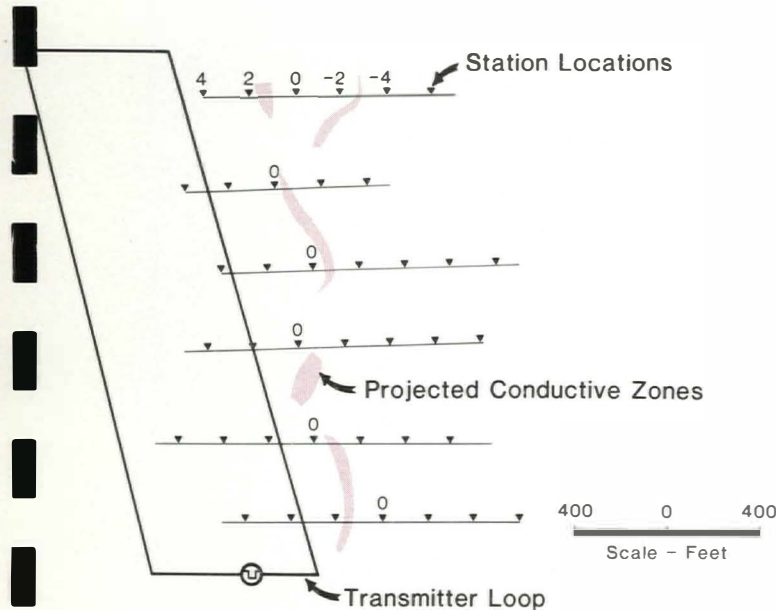 Station Locations
4 2 0 -2 -4
0
0
0
Projected Conductive Zones
0
0
400 0 400
Scale - Feet
Transmitter Loop